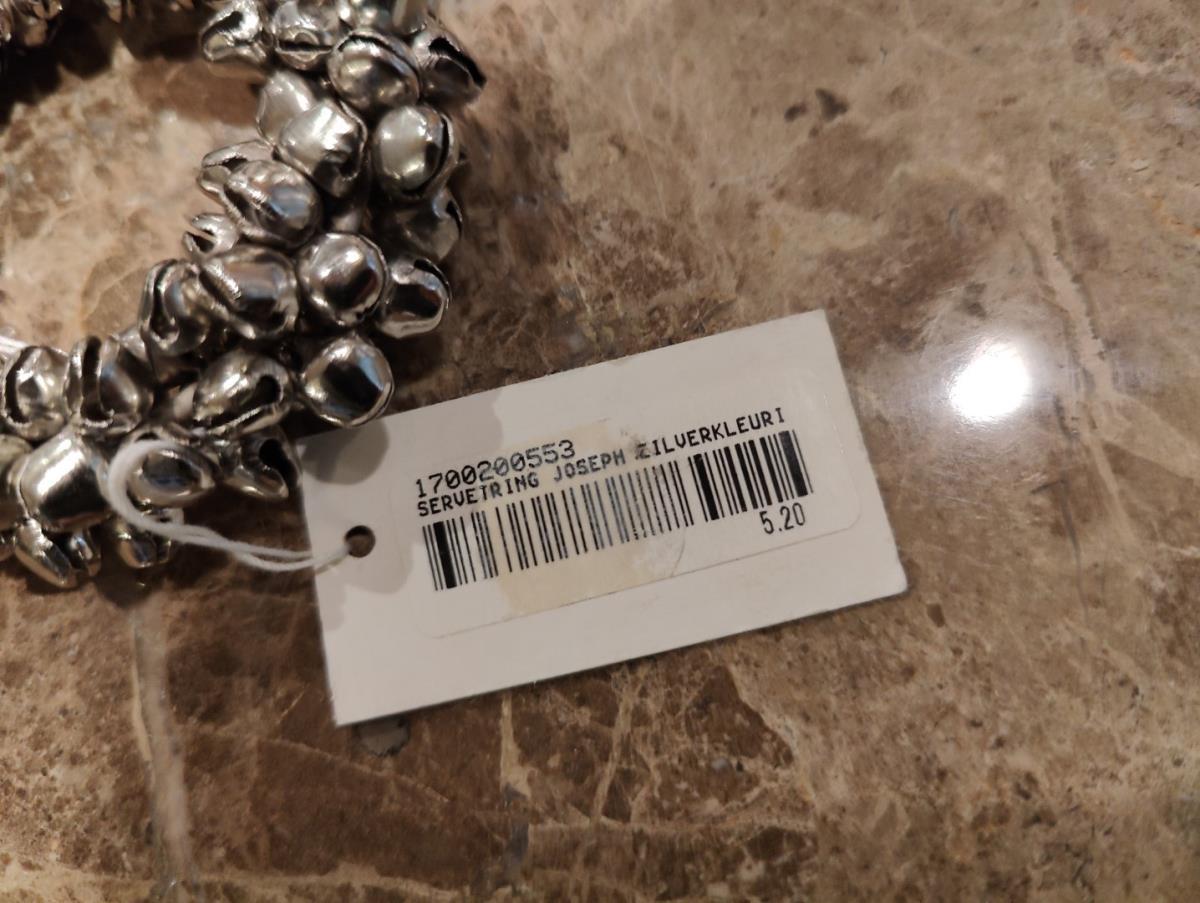 1700200553
SERVETRING JOSEPH ZILVERKLEURI
5.20